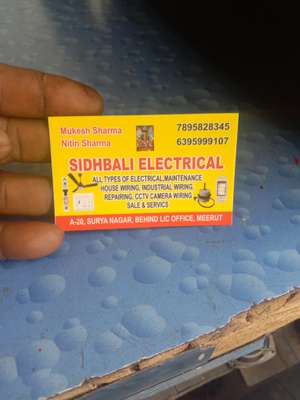 Mukesh Sharma 7895828345
Nitin Sharma 6395999107
SIDHBALI ELECTRICAL
ALL TYPES OF ELECTRICAL,MAINTENANCE
HOUSE WIRING, INDUSTRIAL WIRING,
REPAIRING, CCTV CAMERA WIRING
SALE & SERVICS
A-20, SURYA NAGAR, BEHIND LIC OFFICE, MEERUT